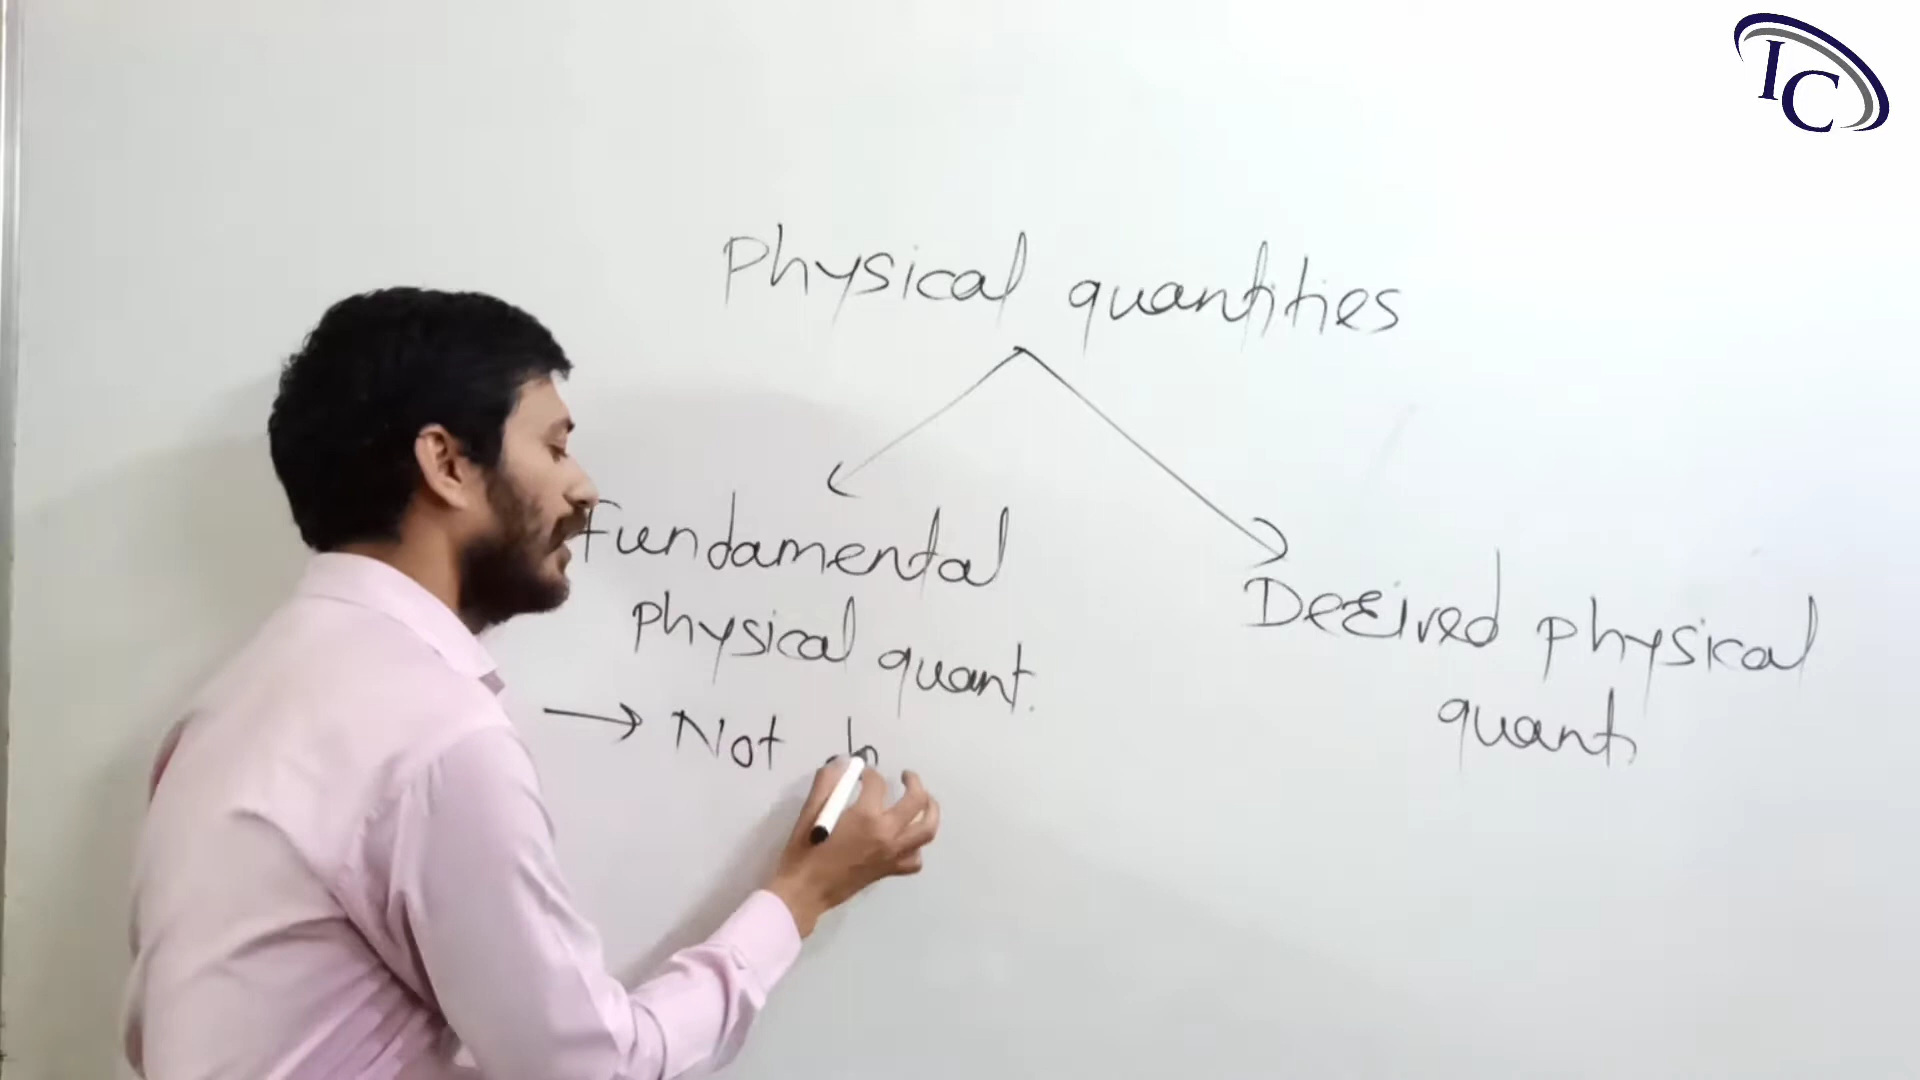 IC
Physical quantities
Fundamental
Physical quant.
→ Not
Derived physical
quant.